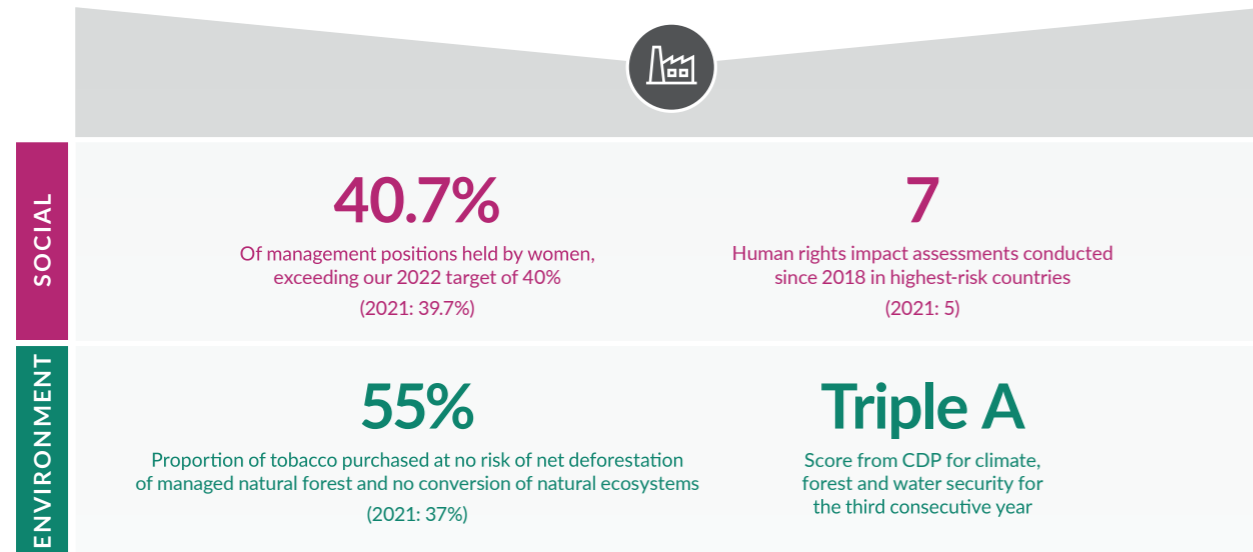 SOCIAL
40.7%
Of management positions held by women,
exceeding our 2022 target of 40%
(2021: 39.7%)
7
Human rights impact assessments conducted
since 2018 in highest-risk countries
(2021: 5)
ENVIRONMENT
55%
Proportion of tobacco purchased at no risk of net deforestation
of managed natural forest and no conversion of natural ecosystems
(2021: 37%)
Triple A
Score from CDP for climate,
forest and water security for
the third consecutive year